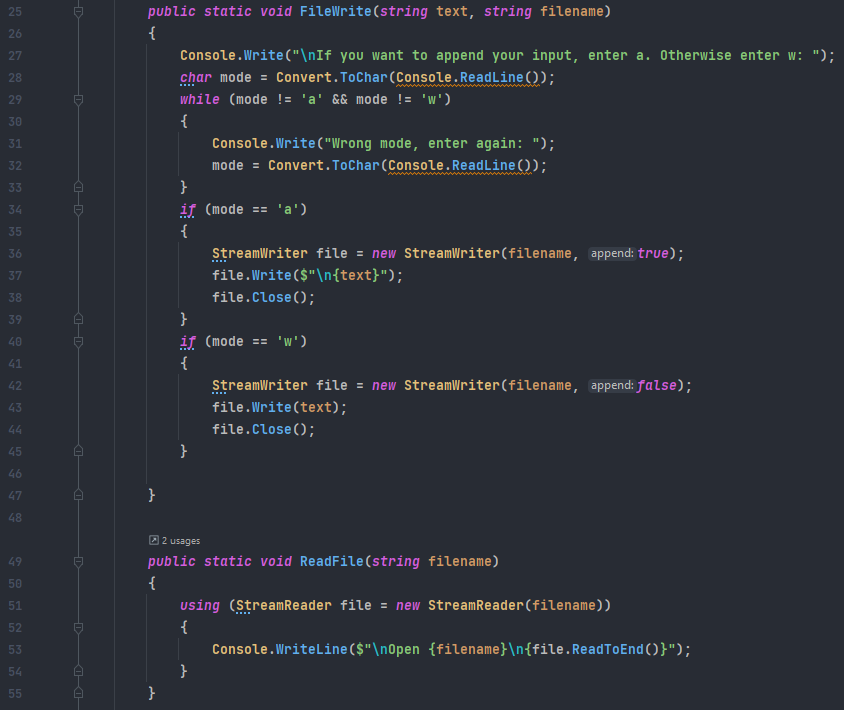 25 public static void FileWrite(string text, string filename)
26 {
27 Console.Write("\nIf you want to append your input, enter a. Otherwise enter w: ");
28 char mode = Convert.ToChar(Console.ReadLine());
29 while (mode != 'a' && mode != 'w')
30 {
31 Console.Write("Wrong mode, enter again: ");
32 mode = Convert.ToChar(Console.ReadLine());
33 }
34 if (mode == 'a')
35 {
36 StreamWriter file = new StreamWriter(filename, append: true);
37 file.Write($"\n{text}");
38 file.Close();
39 }
40 if (mode == 'w')
41 {
42 StreamWriter file = new StreamWriter(filename, append: false);
43 file.Write(text);
44 file.Close();
45 }
46
47 }
48
2 usages
49 public static void ReadFile(string filename)
50 {
51 using (StreamReader file = new StreamReader(filename))
52 {
53 Console.WriteLine($"\nOpen {filename}\n{file.ReadToEnd()}");
54 }
55 }